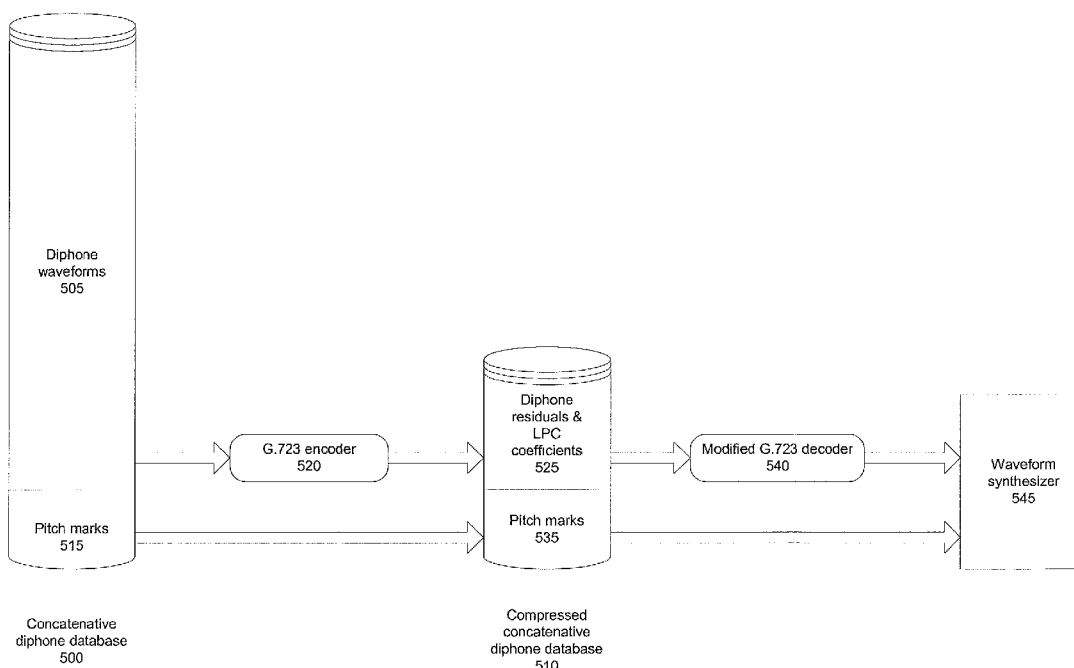 Diphone
waveforms
505
Pitch marks
515
Concatenative
diphone database
500
G.723 encoder
520
Diphone
residuals &
LPC
coefficients
525
Pitch marks
535
Compressed
concatenative
diphone database
510
Modified G.723 decoder
540
Waveform
synthesizer
545